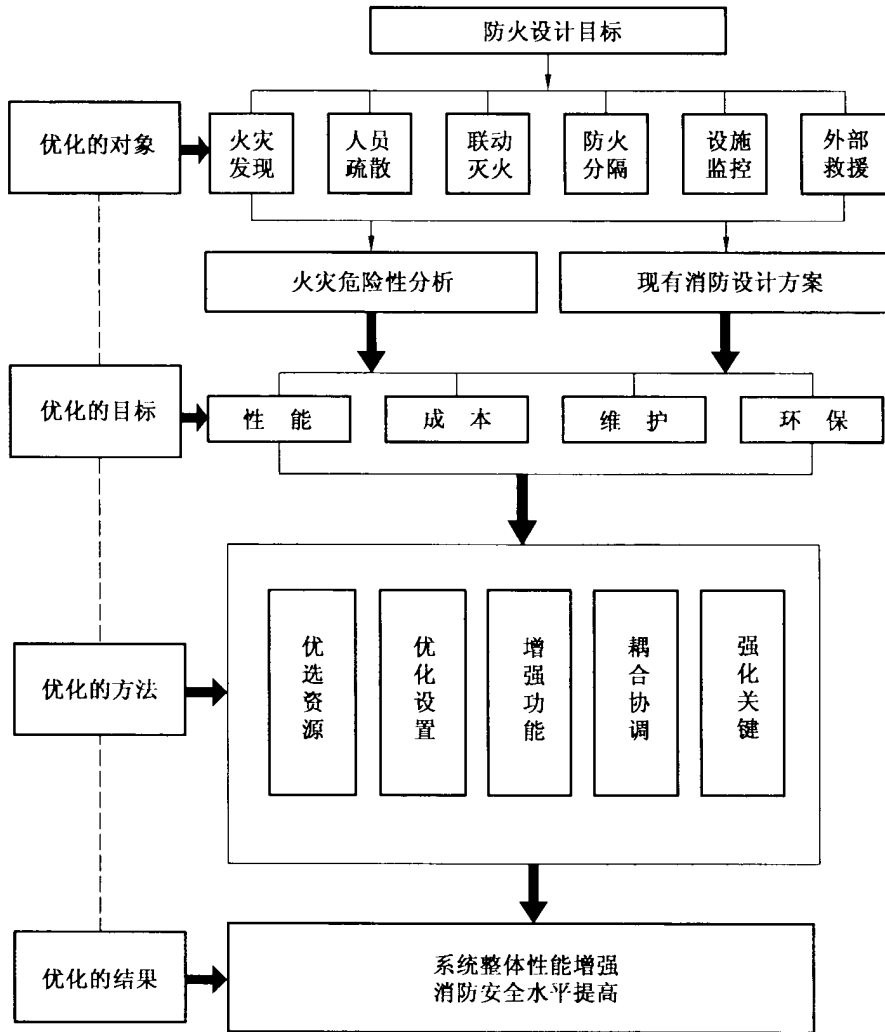 防火设计目标
优化的对象
火灾
发现
人员
疏散
联动
灭火
防火
分隔
设施
监控
外部
救援
火灾危险性分析
现有消防设计方案
优化的目标
性 能
成 本
维 护
环 保
优化的方法
优选资源
优化设置
增强功能
耦合协调
强化关键
优化的结果
系统整体性能增强
消防安全水平提高